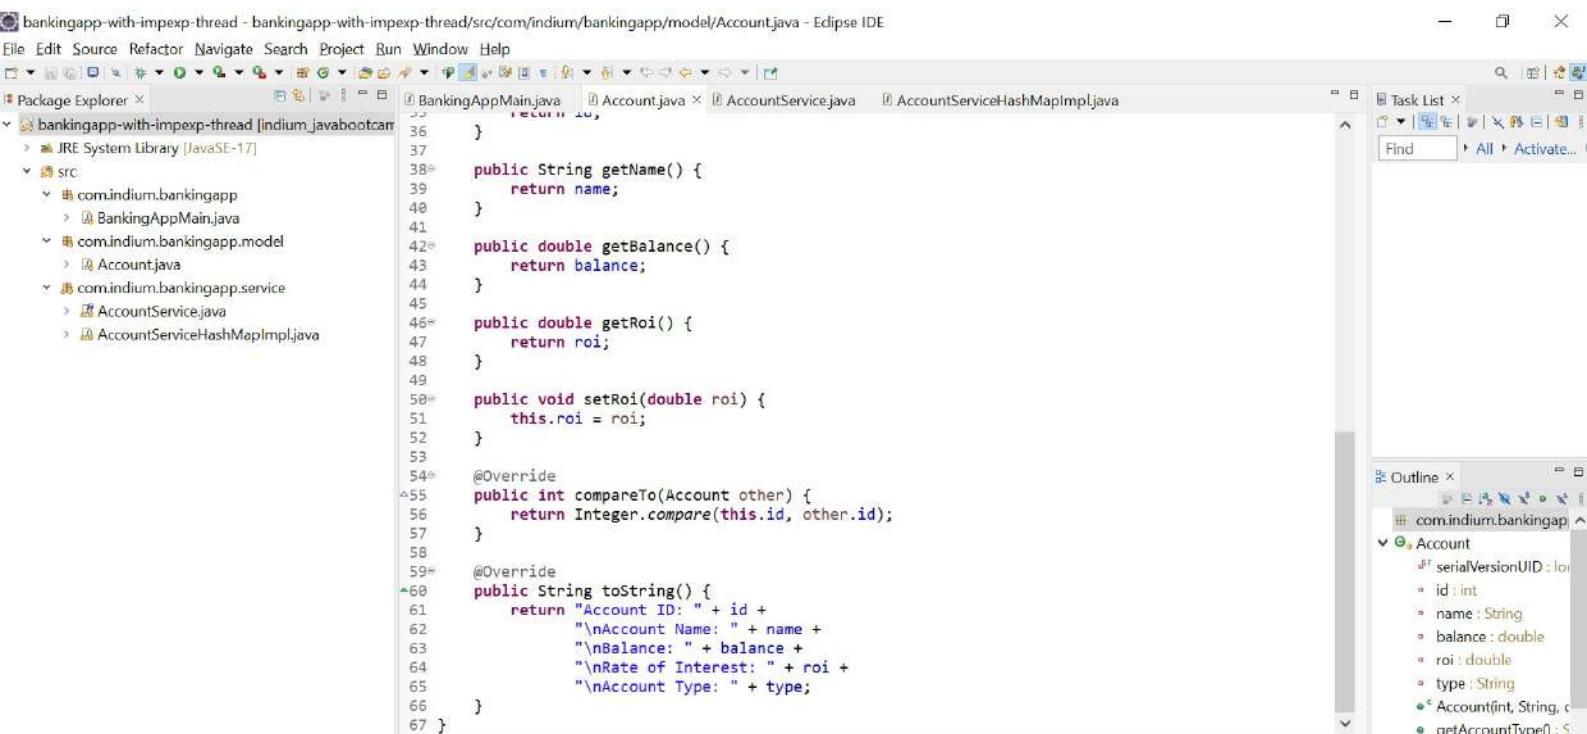 bankingapp-with-impexp-thread - bankingapp-with-impexp-thread/src/com/indium/bankingapp/model/Account.java - Eclipse IDE
File Edit Source Refactor Navigate Search Project Run Window Help
Package Explorer
bankingapp-with-impexp-thread [indium_javabootcam
JRE System Library [JavaSE-17]
src
com.indium.bankingapp
BankingAppMain.java
com.indium.bankingapp.model
Account.java
com.indium.bankingapp.service
AccountService.java
AccountServiceHashMapImpl.java
BankingAppMain.java Account.java AccountService.java AccountServiceHashMapImpl.java
35 return id;
36 }
37
38 public String getName() {
39 return name;
40 }
41
42 public double getBalance() {
43 return balance;
44 }
45
46 public double getRoi() {
47 return roi;
48 }
49
50 public void setRoi(double roi) {
51 this.roi = roi;
52 }
53
54 @Override
55 public int compareTo(Account other) {
56 return Integer.compare(this.id, other.id);
57 }
58
59 @Override
60 public String toString() {
61 return "Account ID: " + id +
62 "\nAccount Name: " + name +
63 "\nBalance: " + balance +
64 "\nRate of Interest: " + roi +
65 "\nAccount Type: " + type;
66 }
67 }
Task List
Find All Activate...
Outline
com.indium.bankingap
Account
serialVersionUID : lo
id : int
name : String
balance : double
roi : double
type : String
Account(int, String, d
getAccountType() : S